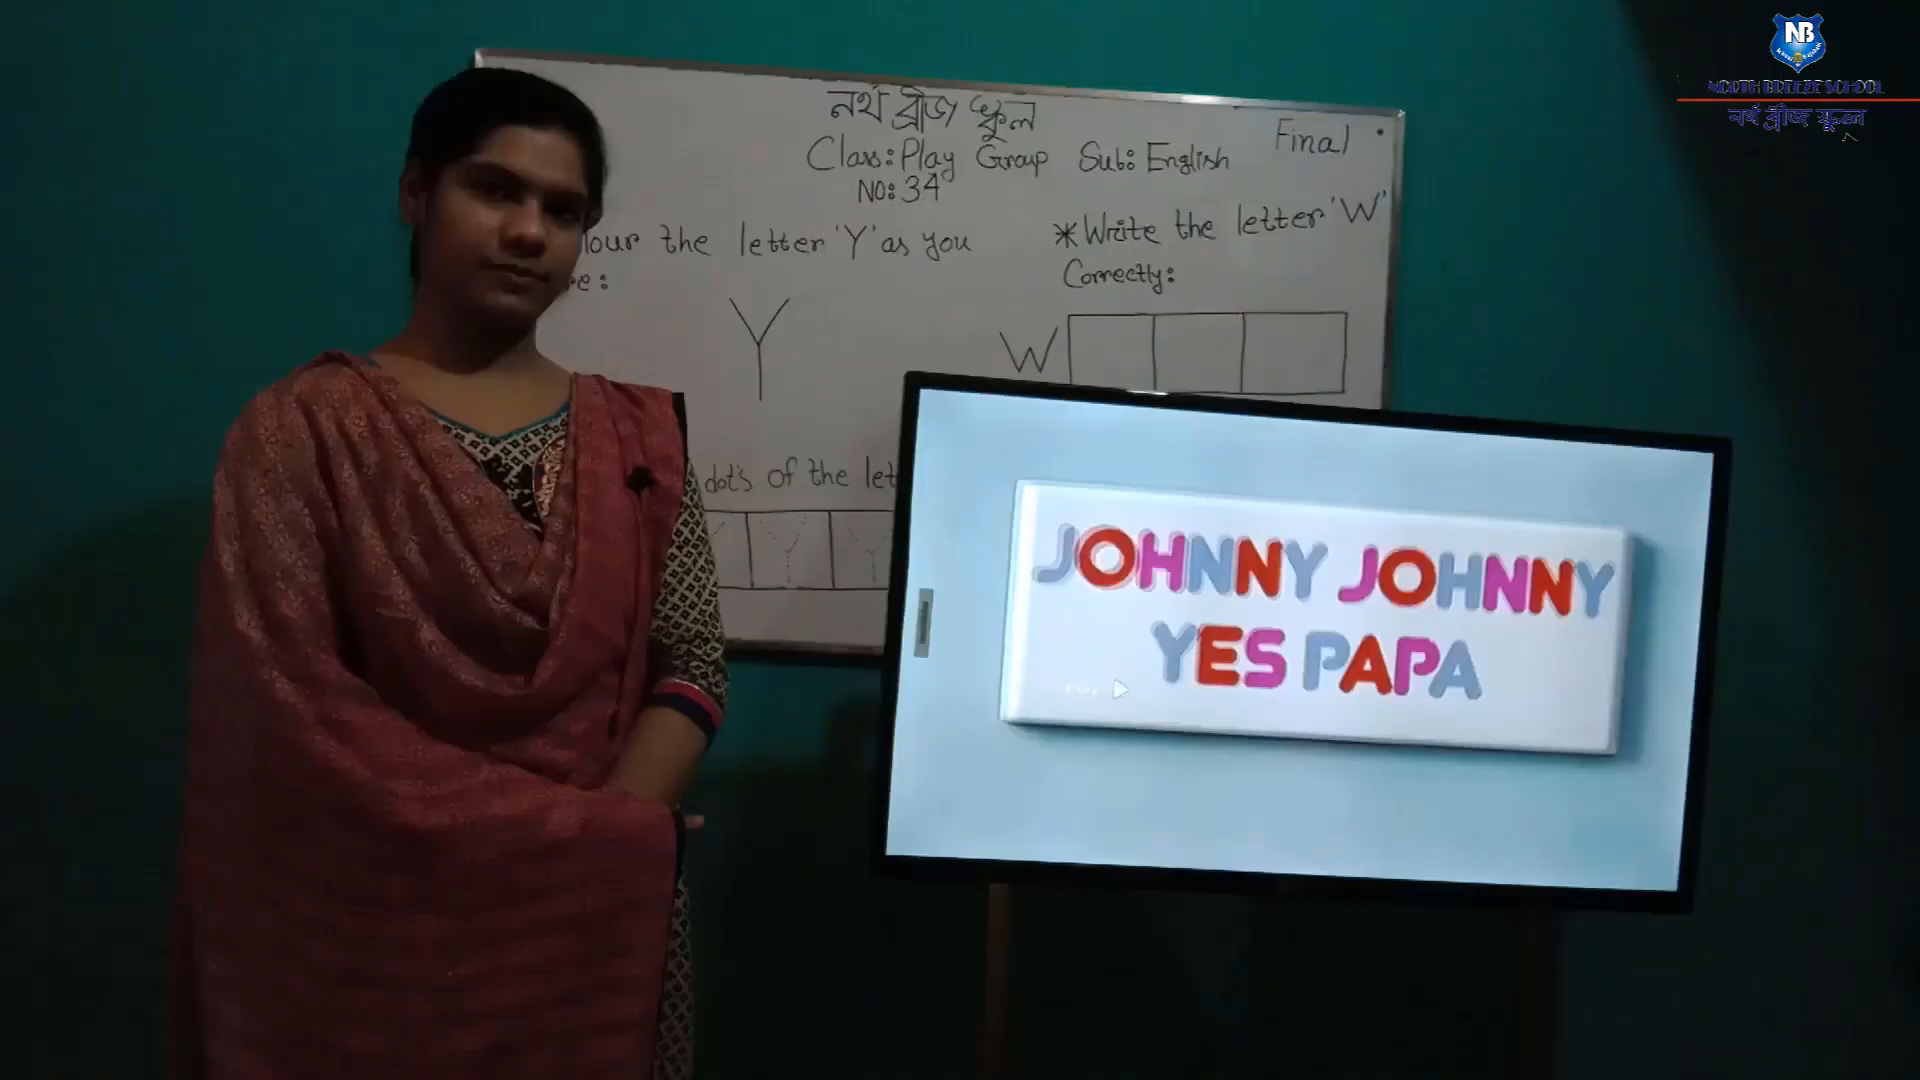 NB
NORTH BREEZE SCHOOL
নর্থ ব্রীজ স্কুল
নর্থ ব্রীজ স্কুল
Final
Class: Play Group Sub: English
NO: 34
lour the letter 'Y' as you
re:
Y
*Write the letter 'W'
Correctly:
W
dot's of the let
Y Y Y
JOHNNY JOHNNY
YES PAPA